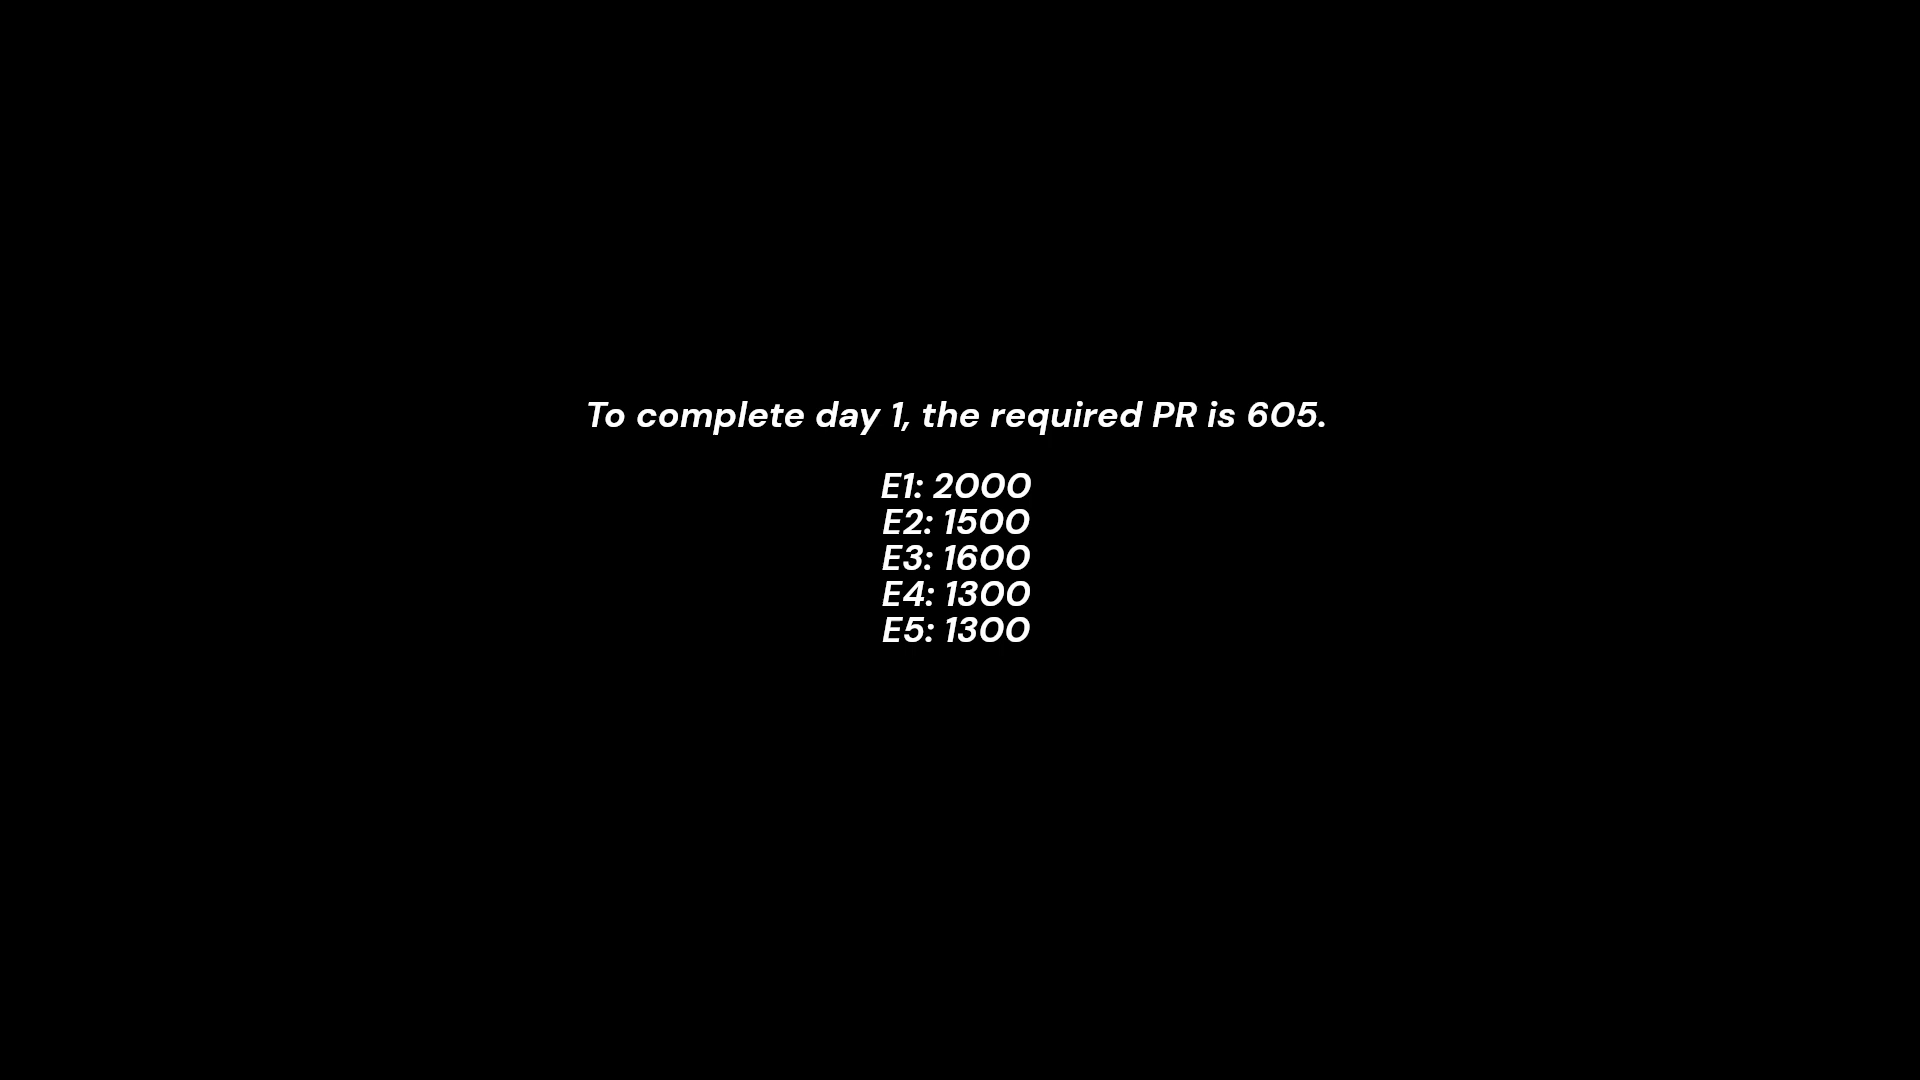 To complete day 1, the required PR is 605.
E1: 2000
E2: 1500
E3: 1600
E4: 1300
E5: 1300